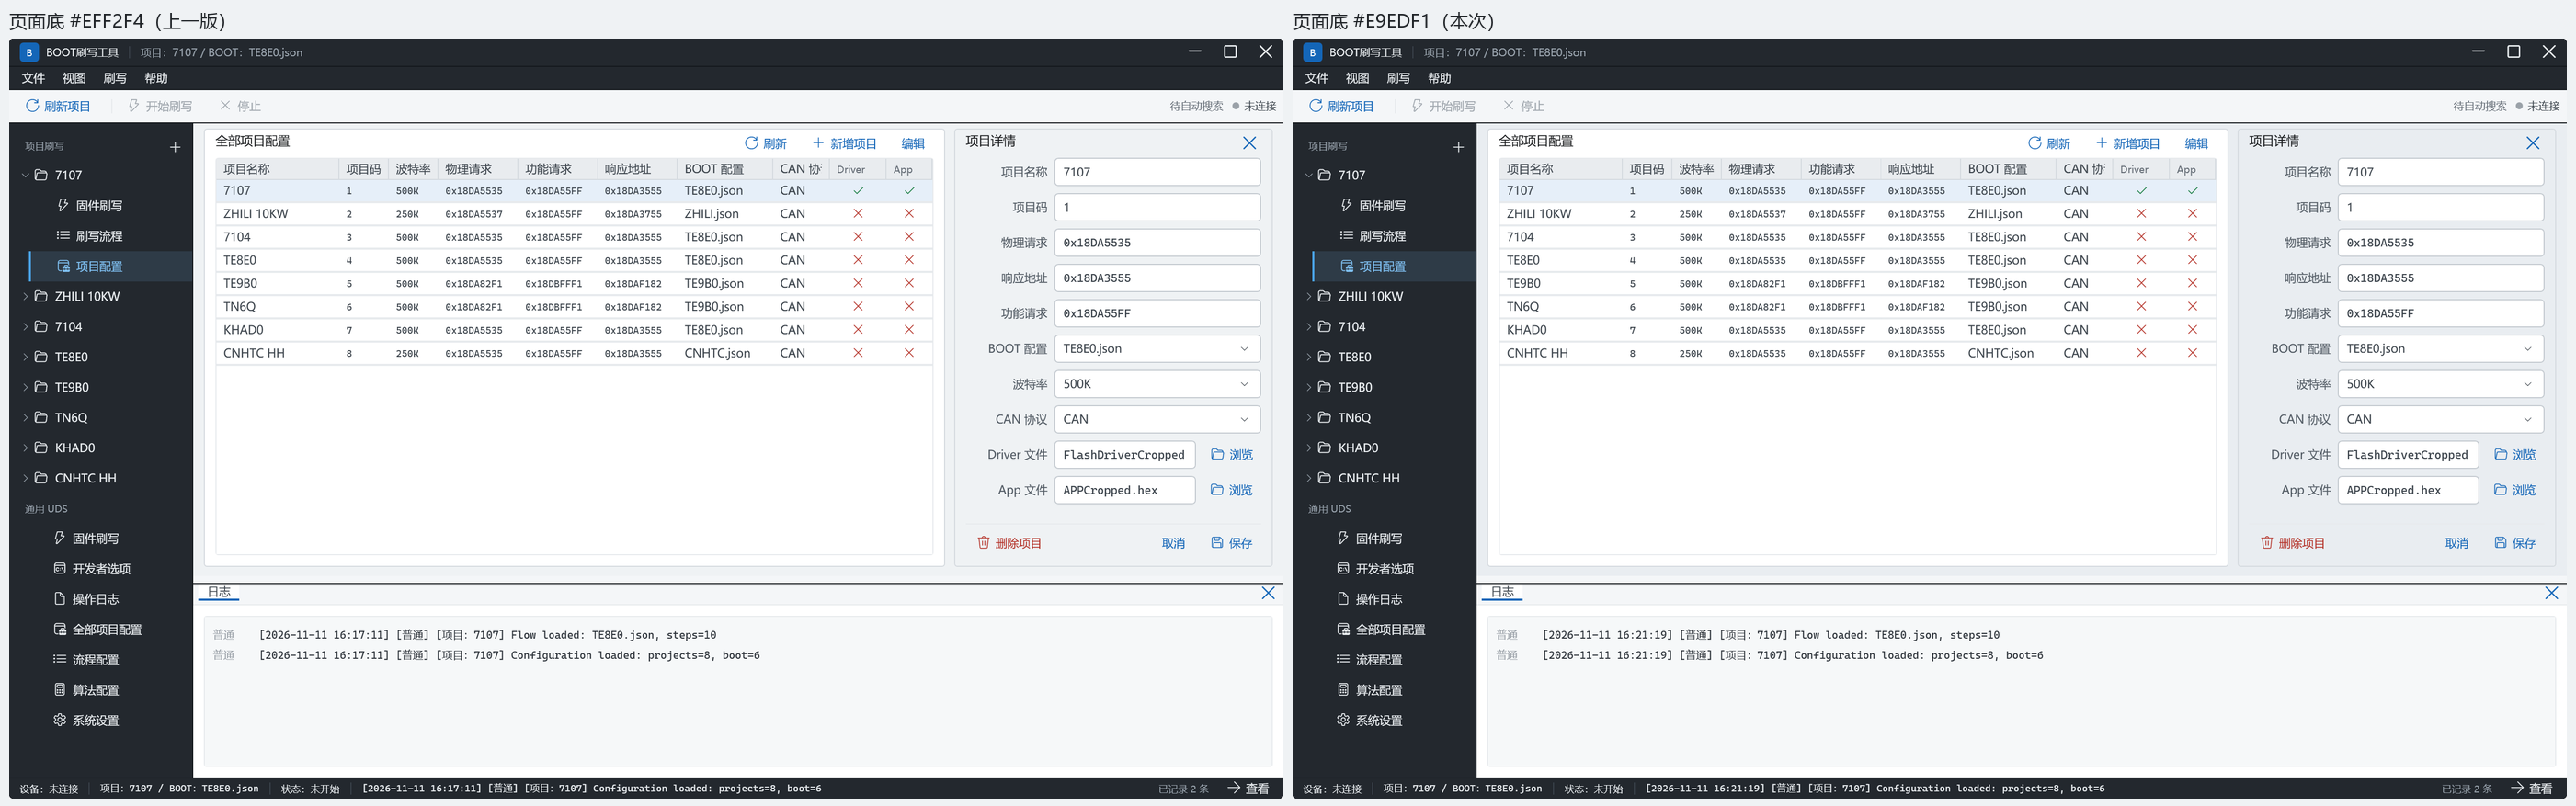 页面底 #EFF2F4（上一版）
B BOOT刷写工具 项目：7107 / BOOT：TE8E0.json
文件 视图 刷写 帮助
刷新项目 开始刷写 停止 待自动搜索 未连接
项目刷写
7107
固件刷写
刷写流程
项目配置
ZHILI 10KW
7104
TE8E0
TE9B0
TN6Q
KHAD0
CNHTC HH
通用 UDS
固件刷写
开发者选项
操作日志
全部项目配置
流程配置
算法配置
系统设置
全部项目配置 刷新 新增项目 编辑
项目名称 项目码 波特率 物理请求 功能请求 响应地址 BOOT 配置 CAN 协 Driver App
7107 1 500K 0x18DA5535 0x18DA55FF 0x18DA3555 TE8E0.json CAN
ZHILI 10KW 2 250K 0x18DA5537 0x18DA55FF 0x18DA3755 ZHILI.json CAN
7104 3 500K 0x18DA5535 0x18DA55FF 0x18DA3555 TE8E0.json CAN
TE8E0 4 500K 0x18DA5535 0x18DA55FF 0x18DA3555 TE8E0.json CAN
TE9B0 5 500K 0x18DA82F1 0x18DBFFF1 0x18DAF182 TE9B0.json CAN
TN6Q 6 500K 0x18DA82F1 0x18DBFFF1 0x18DAF182 TE9B0.json CAN
KHAD0 7 500K 0x18DA5535 0x18DA55FF 0x18DA3555 TE8E0.json CAN
CNHTC HH 8 250K 0x18DA5535 0x18DA55FF 0x18DA3555 CNHTC.json CAN
项目详情
项目名称 7107
项目码 1
物理请求 0x18DA5535
响应地址 0x18DA3555
功能请求 0x18DA55FF
BOOT 配置 TE8E0.json
波特率 500K
CAN 协议 CAN
Driver 文件 FlashDriverCropped 浏览
App 文件 APPCropped.hex 浏览
删除项目 取消 保存
日志
普通 [2026-11-11 16:17:11] [普通] [项目：7107] Flow loaded: TE8E0.json, steps=10
普通 [2026-11-11 16:17:11] [普通] [项目：7107] Configuration loaded: projects=8, boot=6
设备：未连接 项目：7107 / BOOT：TE8E0.json 状态：未开始 [2026-11-11 16:17:11] [普通] [项目：7107] Configuration loaded: projects=8, boot=6 已记录 2 条 查看
页面底 #E9EDF1（本次）
B BOOT刷写工具 项目：7107 / BOOT：TE8E0.json
文件 视图 刷写 帮助
刷新项目 开始刷写 停止 待自动搜索 未连接
项目刷写
7107
固件刷写
刷写流程
项目配置
ZHILI 10KW
7104
TE8E0
TE9B0
TN6Q
KHAD0
CNHTC HH
通用 UDS
固件刷写
开发者选项
操作日志
全部项目配置
流程配置
算法配置
系统设置
全部项目配置 刷新 新增项目 编辑
项目名称 项目码 波特率 物理请求 功能请求 响应地址 BOOT 配置 CAN 协 Driver App
7107 1 500K 0x18DA5535 0x18DA55FF 0x18DA3555 TE8E0.json CAN
ZHILI 10KW 2 250K 0x18DA5537 0x18DA55FF 0x18DA3755 ZHILI.json CAN
7104 3 500K 0x18DA5535 0x18DA55FF 0x18DA3555 TE8E0.json CAN
TE8E0 4 500K 0x18DA5535 0x18DA55FF 0x18DA3555 TE8E0.json CAN
TE9B0 5 500K 0x18DA82F1 0x18DBFFF1 0x18DAF182 TE9B0.json CAN
TN6Q 6 500K 0x18DA82F1 0x18DBFFF1 0x18DAF182 TE9B0.json CAN
KHAD0 7 500K 0x18DA5535 0x18DA55FF 0x18DA3555 TE8E0.json CAN
CNHTC HH 8 250K 0x18DA5535 0x18DA55FF 0x18DA3555 CNHTC.json CAN
项目详情
项目名称 7107
项目码 1
物理请求 0x18DA5535
响应地址 0x18DA3555
功能请求 0x18DA55FF
BOOT 配置 TE8E0.json
波特率 500K
CAN 协议 CAN
Driver 文件 FlashDriverCropped 浏览
App 文件 APPCropped.hex 浏览
删除项目 取消 保存
日志
普通 [2026-11-11 16:21:19] [普通] [项目：7107] Flow loaded: TE8E0.json, steps=10
普通 [2026-11-11 16:21:19] [普通] [项目：7107] Configuration loaded: projects=8, boot=6
设备：未连接 项目：7107 / BOOT：TE8E0.json 状态：未开始 [2026-11-11 16:21:19] [普通] [项目：7107] Configuration loaded: projects=8, boot=6 已记录 2 条 查看